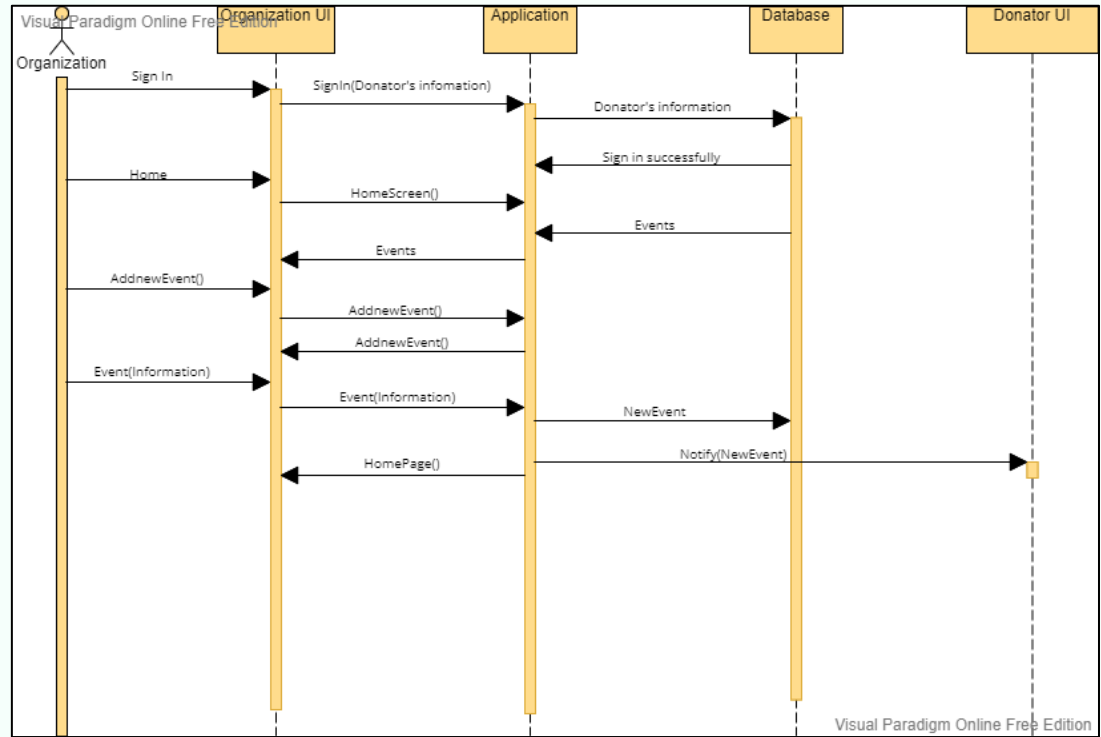 Visual Paradigm Online Free Edition
Organization UI
Application
Database
Donator UI
Organization
Sign In
SignIn(Donator's infomation)
Donator's information
Sign in successfully
Home
HomeScreen()
Events
Events
AddnewEvent()
AddnewEvent()
AddnewEvent()
Event(Information)
Event(Information)
NewEvent
Notify(NewEvent)
HomePage()
Visual Paradigm Online Free Edition